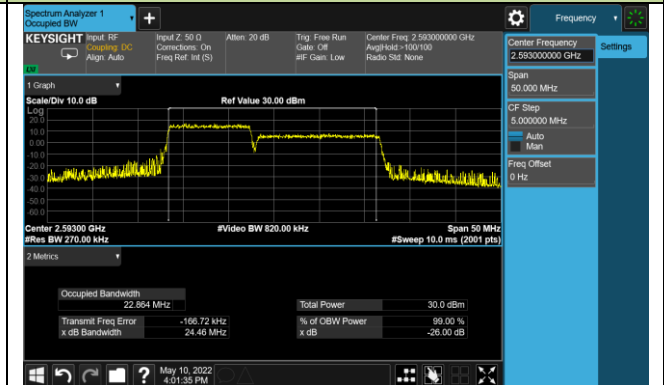 Spectrum Analyzer 1
Occupied BW
Frequency
KEYSIGHT
Input: RF
Coupling: DC
Align: Auto
Input Z: 50 Ω
Corrections: On
Freq Ref: Int (S)
Atten: 20 dB
Trig: Free Run
Gate: Off
#IF Gain: Low
Center Freq: 2.593000000 GHz
Avg|Hold:>100/100
Radio Std: None
Center Frequency
2.593000000 GHz
Settings
Span
50.000 MHz
CF Step
5.000000 MHz
Auto
Man
Freq Offset
0 Hz
1 Graph
Scale/Div 10.0 dB
Ref Value 30.00 dBm
Log
20.0
10.0
0.00
-10.0
-20.0
-30.0
-40.0
-50.0
-60.0
Center 2.59300 GHz
#Video BW 820.00 kHz
Span 50 MHz
#Res BW 270.00 kHz
#Sweep 10.0 ms (2001 pts)
2 Metrics
Occupied Bandwidth
22.864 MHz
Total Power
30.0 dBm
Transmit Freq Error
-166.72 kHz
% of OBW Power
99.00 %
x dB Bandwidth
24.46 MHz
x dB
-26.00 dB
May 10, 2022
4:01:35 PM